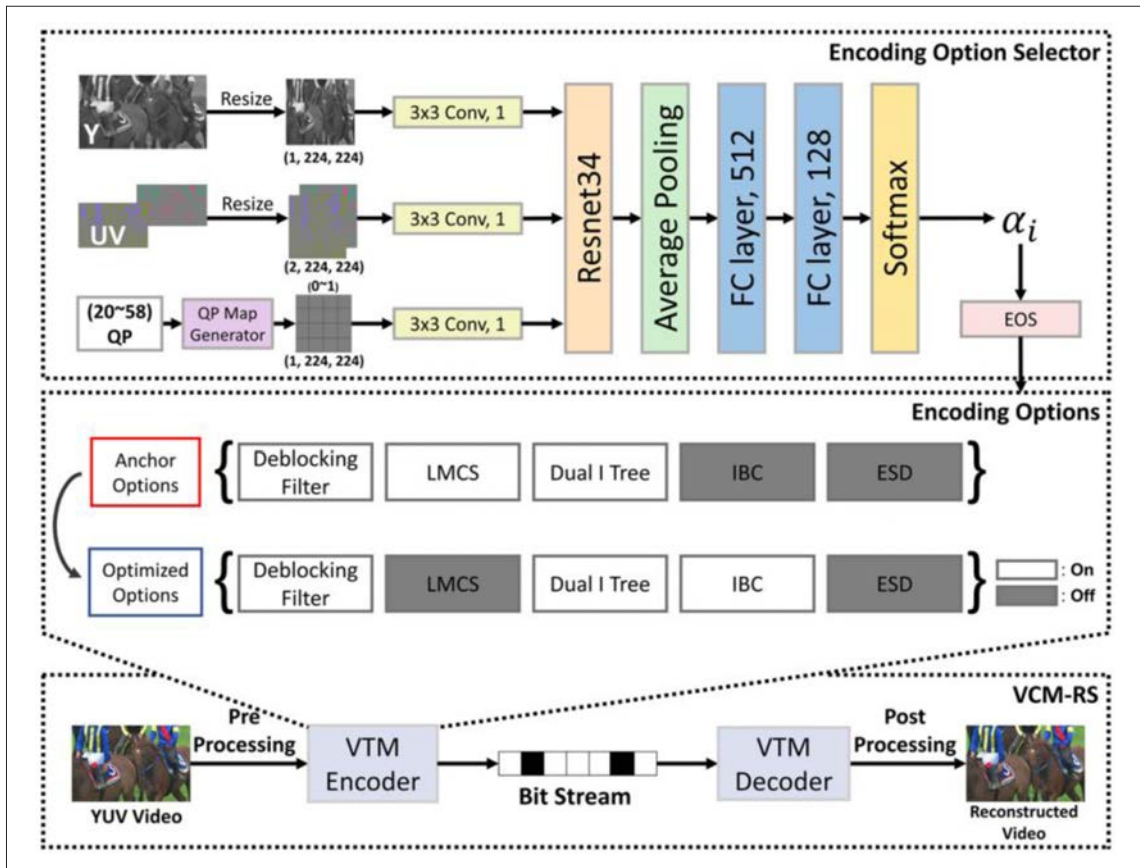 Encoding Option Selector
Y
Resize
(1, 224, 224)
3x3 Conv, 1
UV
Resize
(2, 224, 224)
3x3 Conv, 1
(20~58)
QP
QP Map
Generator
(0~1)
(1, 224, 224)
3x3 Conv, 1
Resnet34
Average Pooling
FC layer, 512
FC layer, 128
Softmax
αi
EOS
Encoding Options
Anchor
Options
{
Deblocking
Filter
LMCS
Dual I Tree
IBC
ESD
}
Optimized
Options
{
Deblocking
Filter
LMCS
Dual I Tree
IBC
ESD
}
: On
: Off
VCM-RS
YUV Video
Pre
Processing
VTM
Encoder
Bit Stream
VTM
Decoder
Post
Processing
Reconstructed
Video